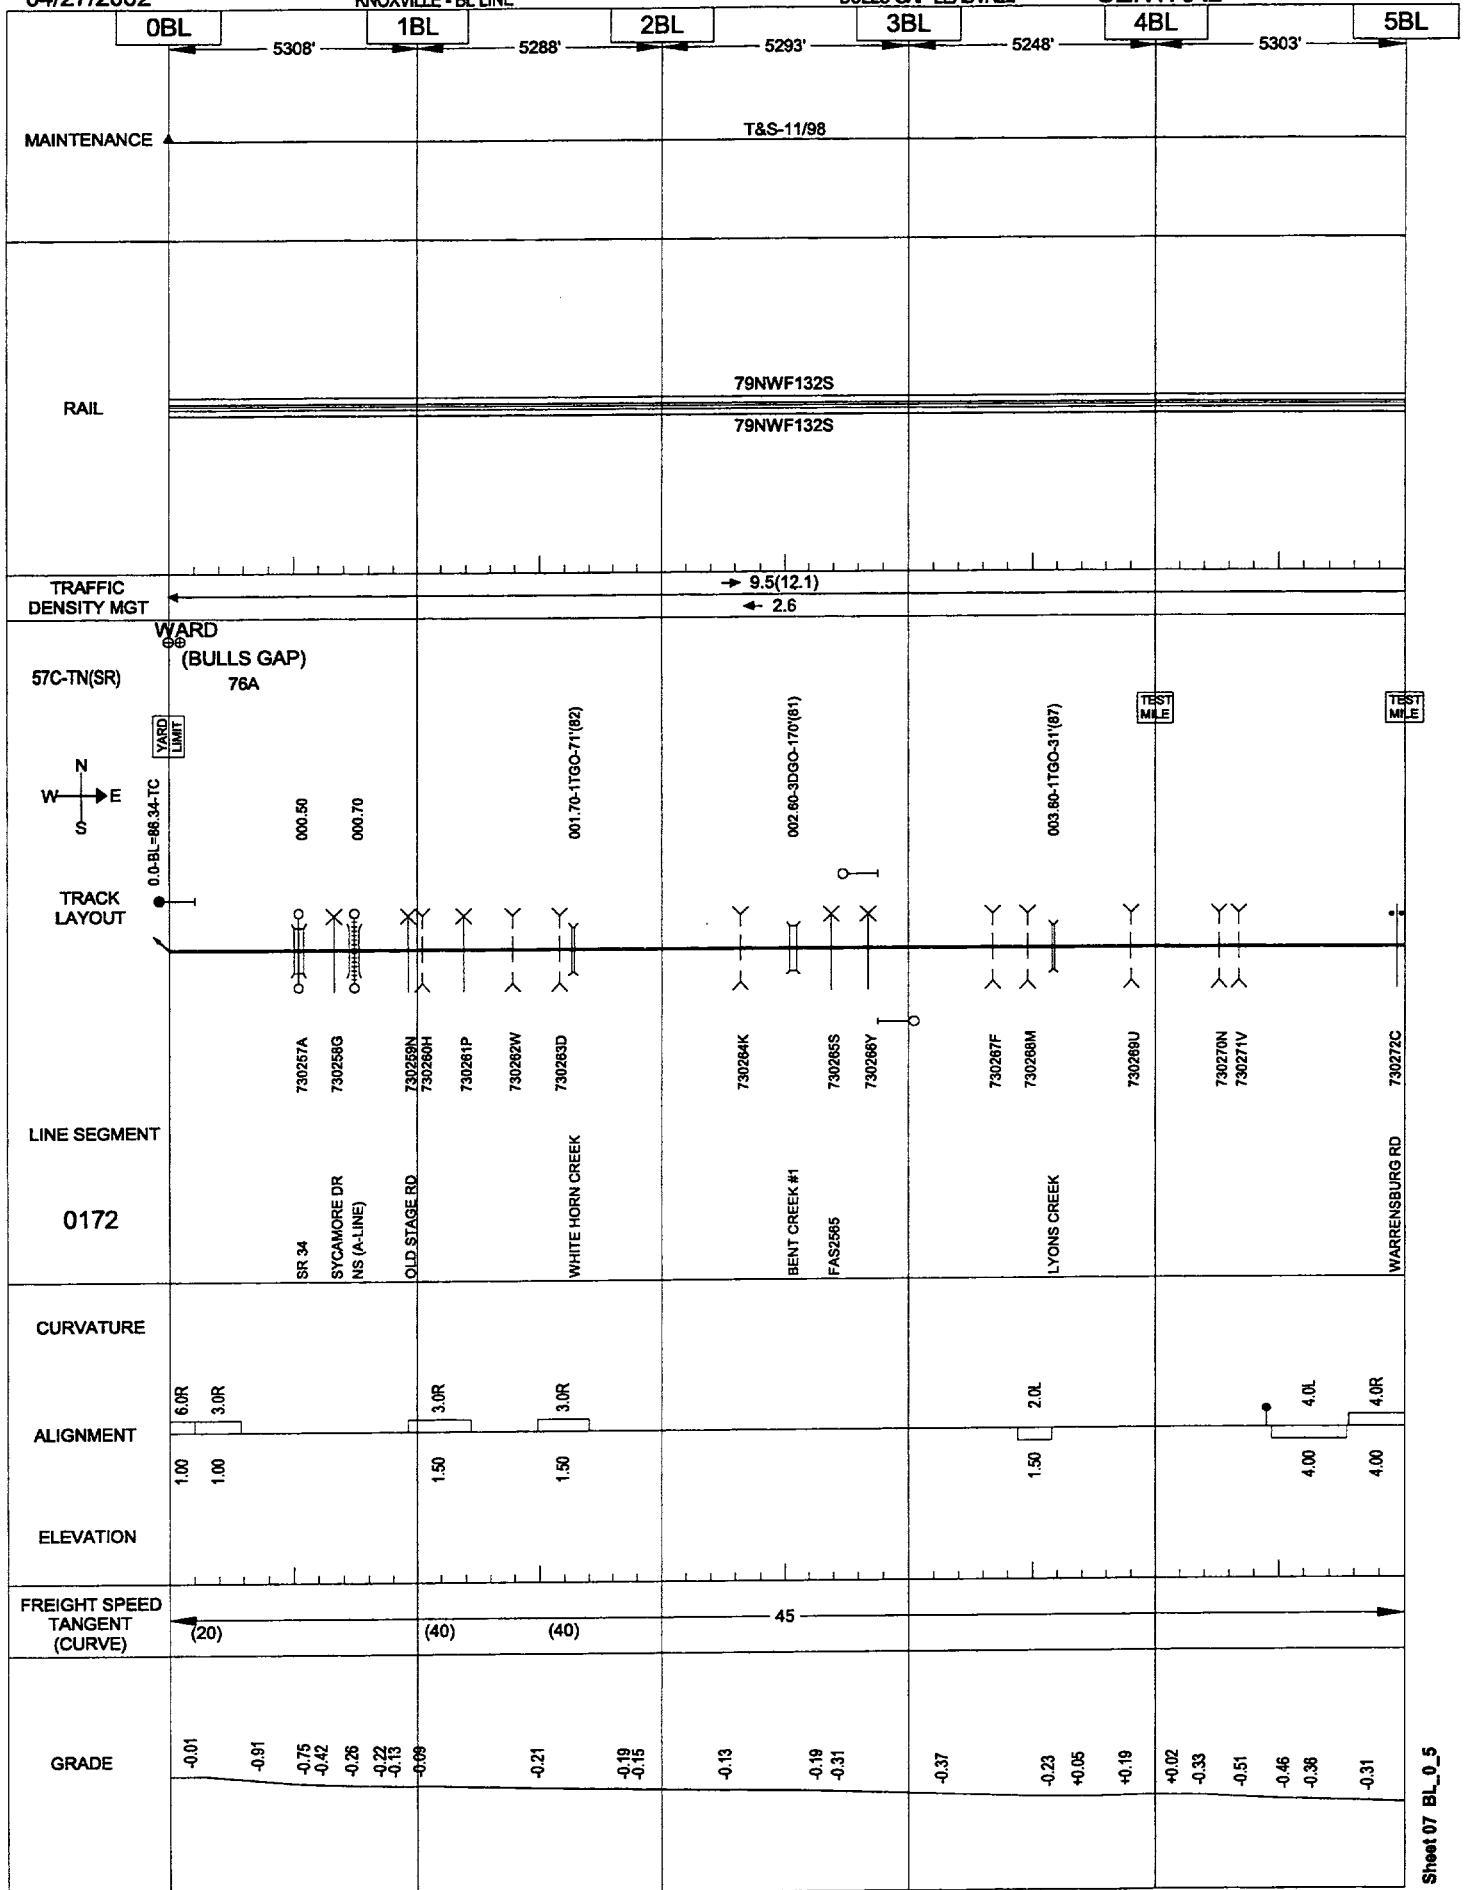 0BL 1BL 2BL 3BL 4BL 5BL
5308' 5288' 5293' 5248' 5303'
MAINTENANCE
T&S-11/98
RAIL
79NWF132S
79NWF132S
TRAFFIC
DENSITY MGT
9.5(12.1)
2.6
WARD
(BULLS GAP)
76A
57C-TN(SR)
YARD
LIMIT
TEST
MILE
TEST
MILE
N
W E
S
0.0-BL=86.34-TC
000.50
000.70
001.70-1TGO-71'(82)
002.60-3DGO-170'(81)
003.60-1TGO-31'(87)
TRACK
LAYOUT
730257A
730258G
730259N
730260H
730261P
730262W
730263D
730264K
730265S
730266Y
730267F
730268M
730269U
730270N
730271V
730272C
LINE SEGMENT
0172
SR 34
SYCAMORE DR
NS (A-LINE)
OLD STAGE RD
WHITE HORN CREEK
BENT CREEK #1
FAS2565
LYONS CREEK
WARRENSBURG RD
CURVATURE
6.0R 3.0R 3.0R 3.0R 2.0L 4.0L 4.0R
ALIGNMENT
1.00 1.00 1.50 1.50 1.50 4.00 4.00
ELEVATION
FREIGHT SPEED
TANGENT
(CURVE)
45
(20) (40) (40)
GRADE
-0.01 -0.91 -0.75 -0.42 -0.26 -0.22 -0.13 -0.09 -0.21 -0.19 -0.15 -0.13 -0.19 -0.31 -0.37 -0.23 +0.05 +0.19 +0.02 -0.33 -0.51 -0.46 -0.36 -0.31
Sheet 07 BL_0_5